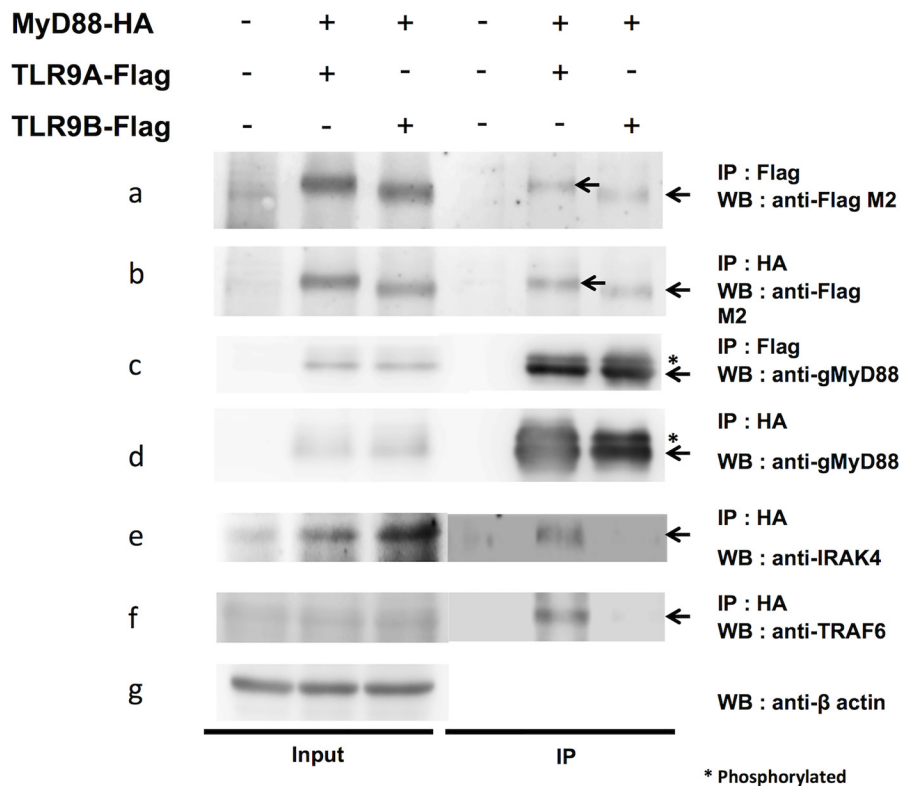 MyD88-HA - + + - + +
TLR9A-Flag - + - - + -
TLR9B-Flag - - + - - +
a
IP : Flag
WB : anti-Flag M2
b
IP : HA
WB : anti-Flag
M2
c
IP : Flag
*
WB : anti-gMyD88
d
IP : HA
*
WB : anti-gMyD88
e
IP : HA
WB : anti-IRAK4
f
IP : HA
WB : anti-TRAF6
g
WB : anti-β actin
Input IP
* Phosphorylated